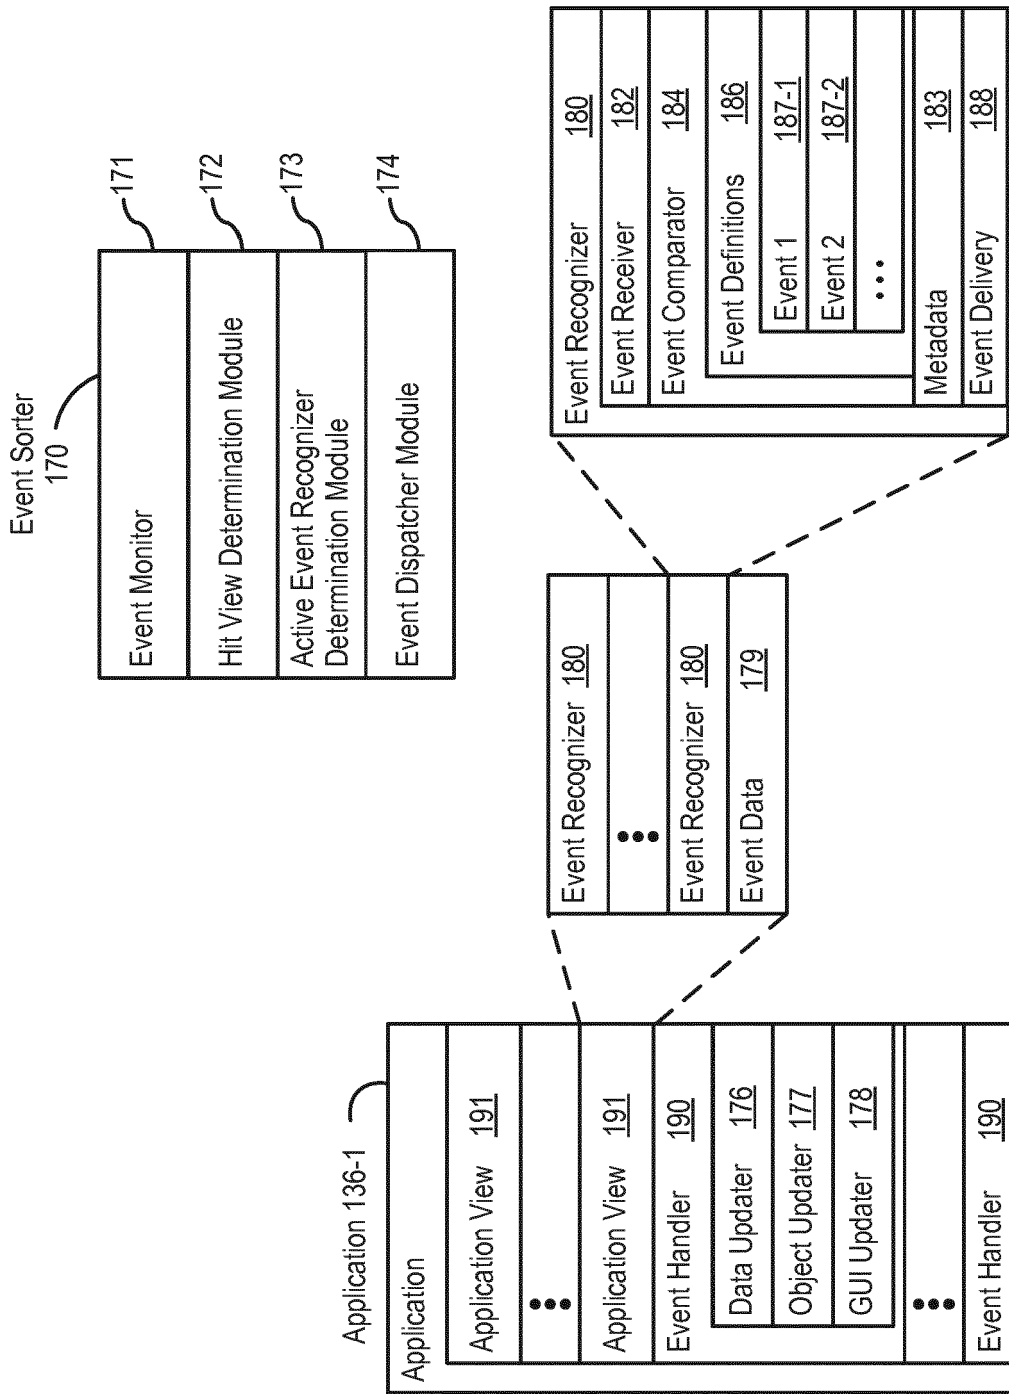 Event Sorter
170
Event Monitor
171
Hit View Determination Module
172
Active Event Recognizer
Determination Module
173
Event Dispatcher Module
174
Application 136-1
Application
Application View 191
•••
Application View 191
Event Handler 190
Data Updater 176
Object Updater 177
GUI Updater 178
•••
Event Handler 190
Event Recognizer 180
•••
Event Recognizer 180
Event Data 179
Event Recognizer 180
Event Receiver 182
Event Comparator 184
Event Definitions 186
Event 1 187-1
Event 2 187-2
•••
Metadata 183
Event Delivery 188